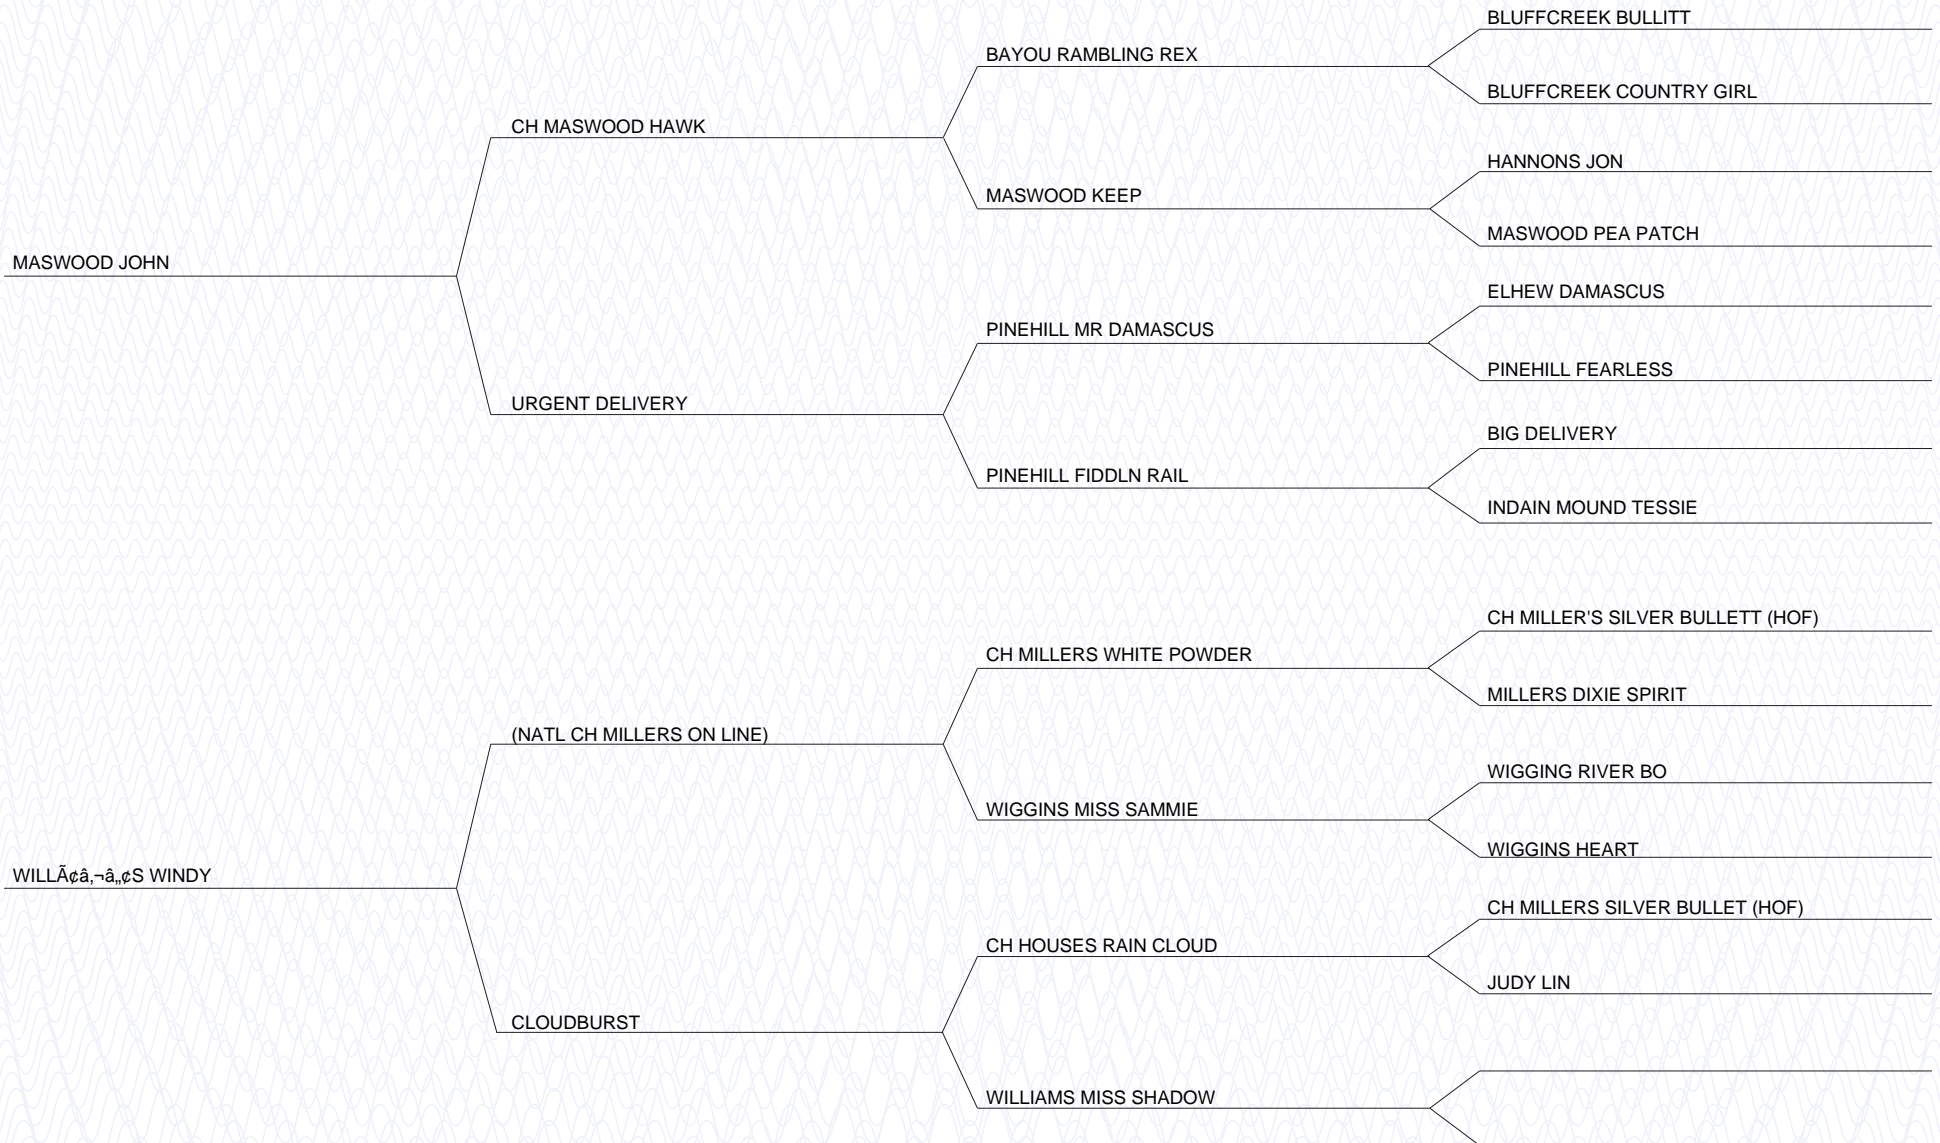 BLUFFCREEK BULLITT
BAYOU RAMBLING REX
BLUFFCREEK COUNTRY GIRL
CH MASWOOD HAWK
HANNONS JON
MASWOOD KEEP
MASWOOD PEA PATCH
MASWOOD JOHN
ELHEW DAMASCUS
PINEHILL MR DAMASCUS
PINEHILL FEARLESS
URGENT DELIVERY
BIG DELIVERY
PINEHILL FIDDLN RAIL
INDAIN MOUND TESSIE
CH MILLER'S SILVER BULLETT (HOF)
CH MILLERS WHITE POWDER
MILLERS DIXIE SPIRIT
(NATL CH MILLERS ON LINE)
WIGGING RIVER BO
WIGGINS MISS SAMMIE
WIGGINS HEART
WILLÃ¢â‚¬â„¢S WINDY
CH MILLERS SILVER BULLET (HOF)
CH HOUSES RAIN CLOUD
JUDY LIN
CLOUDBURST
WILLIAMS MISS SHADOW